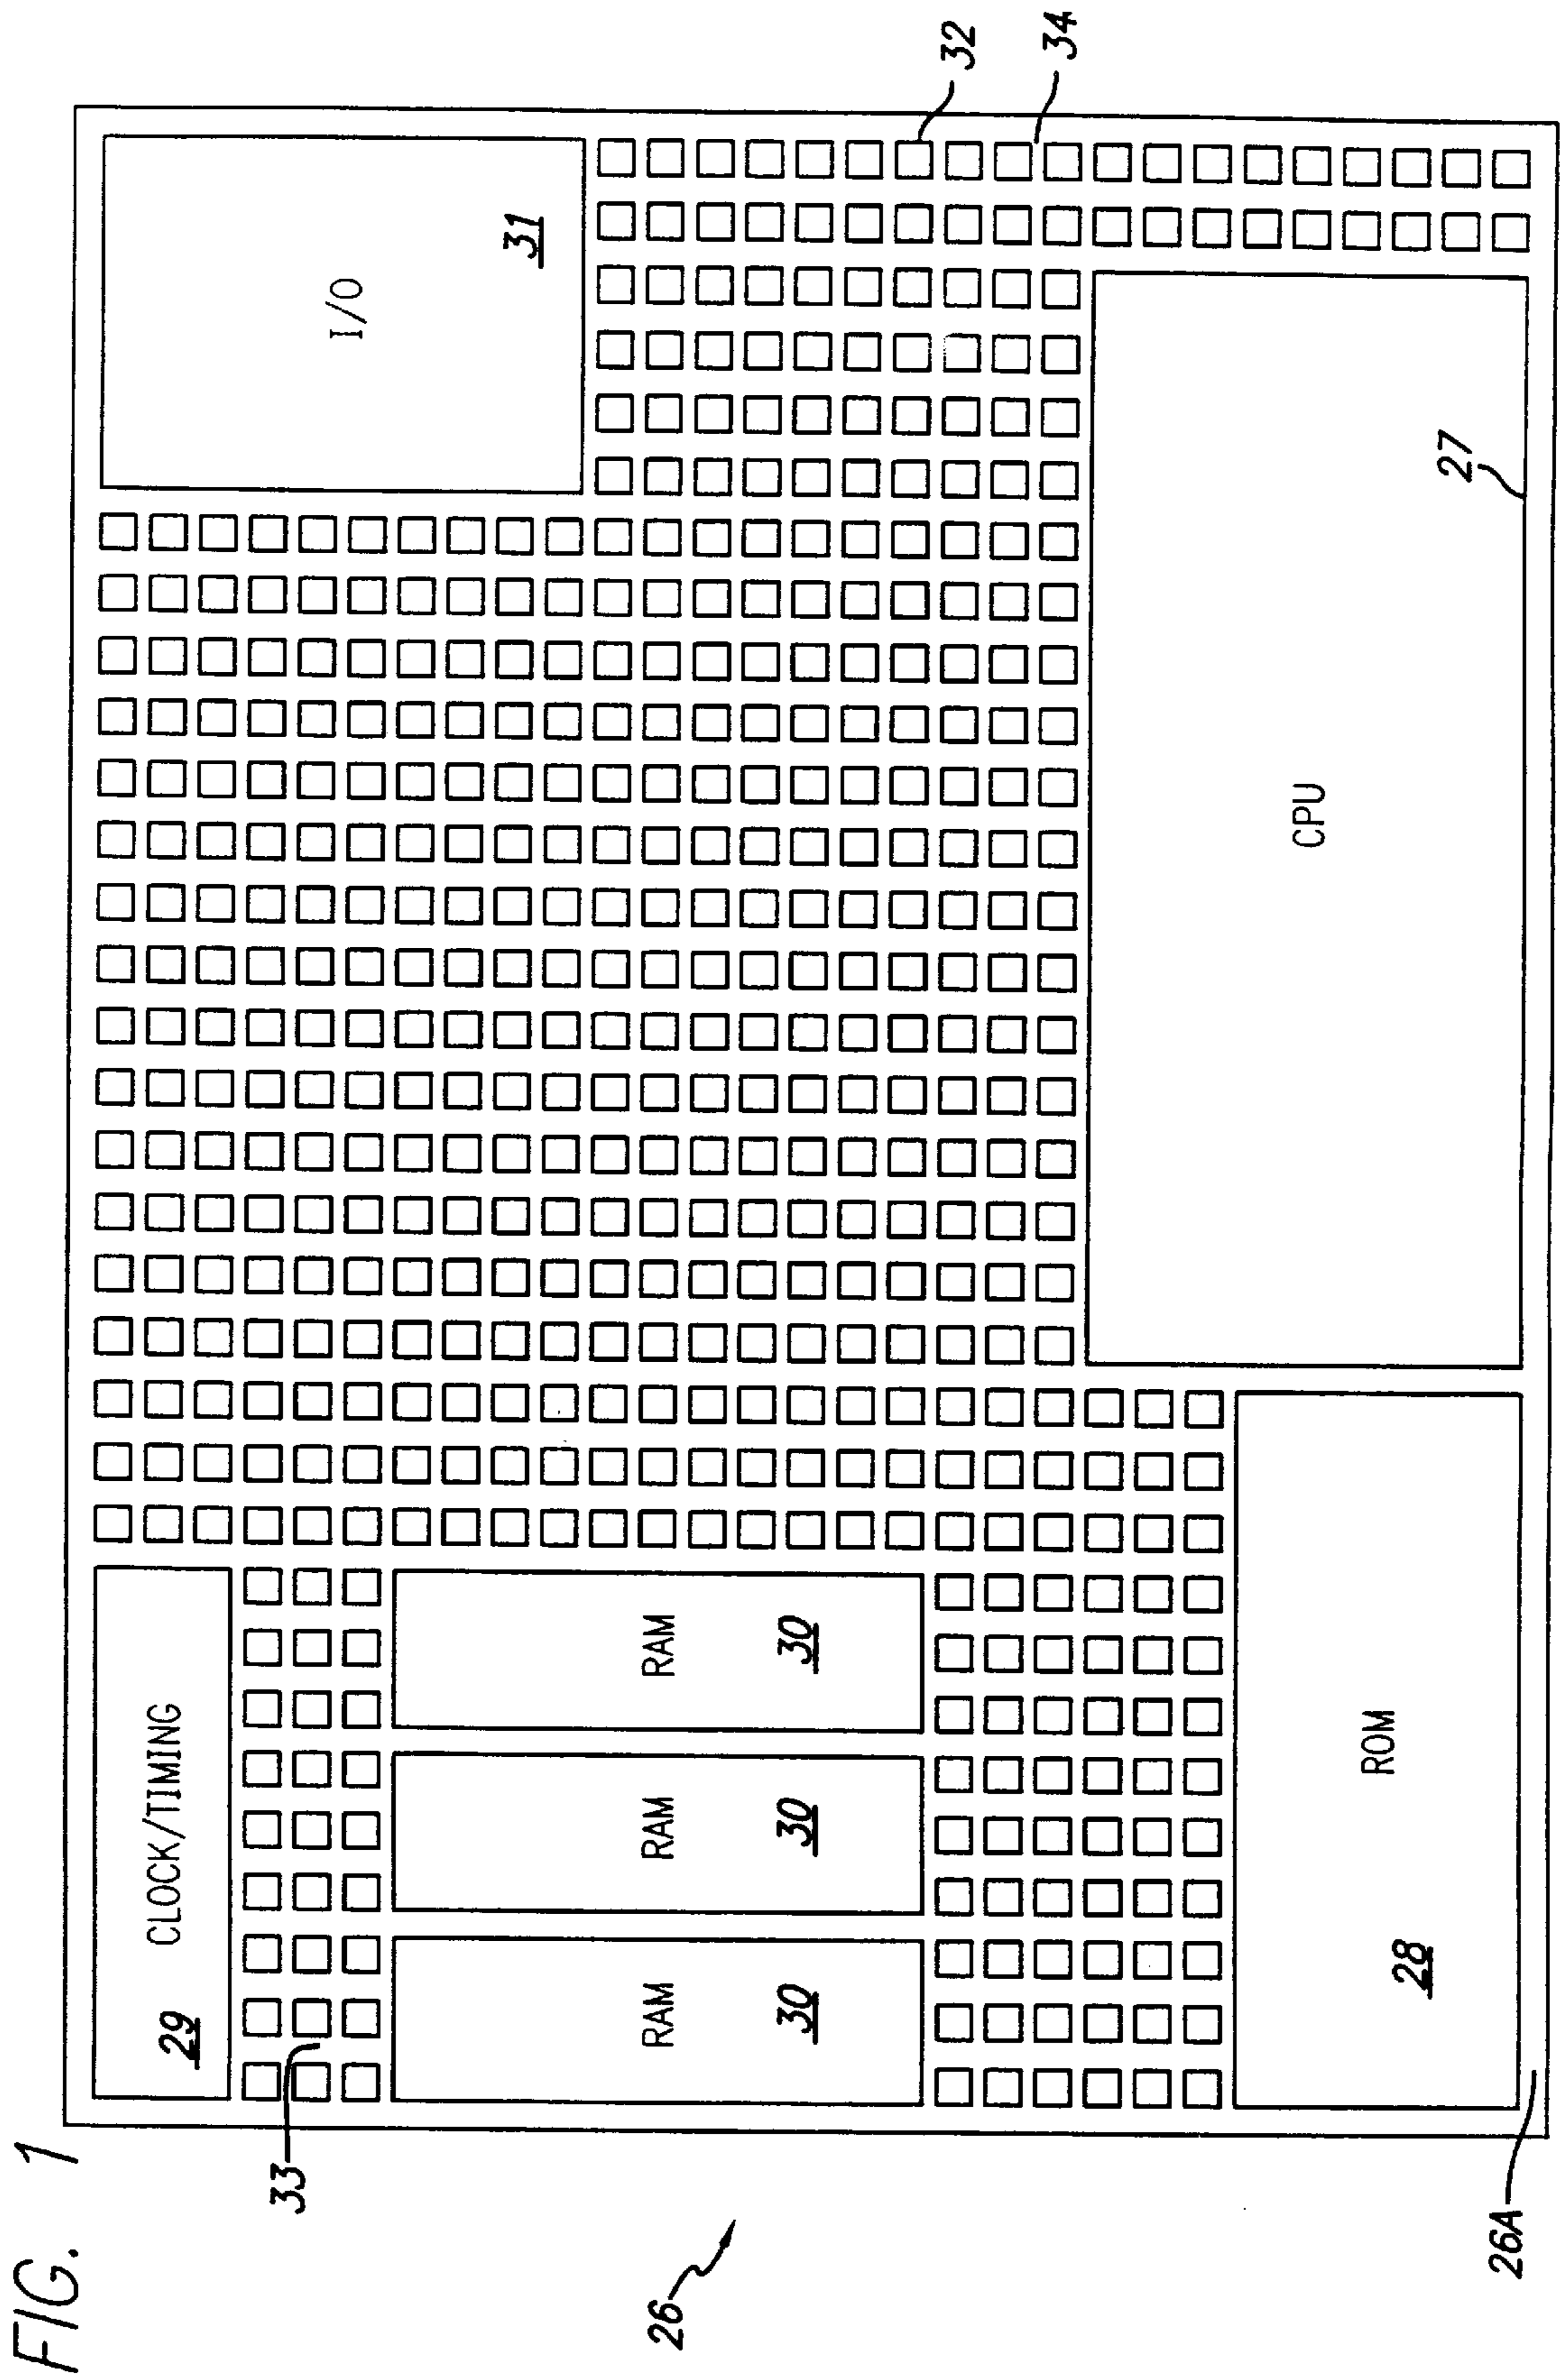 FIG. 1
26
33
CLOCK/TIMING
29
I/O
31
RAM
30
RAM
30
RAM
30
32
34
CPU
27
ROM
28
26A